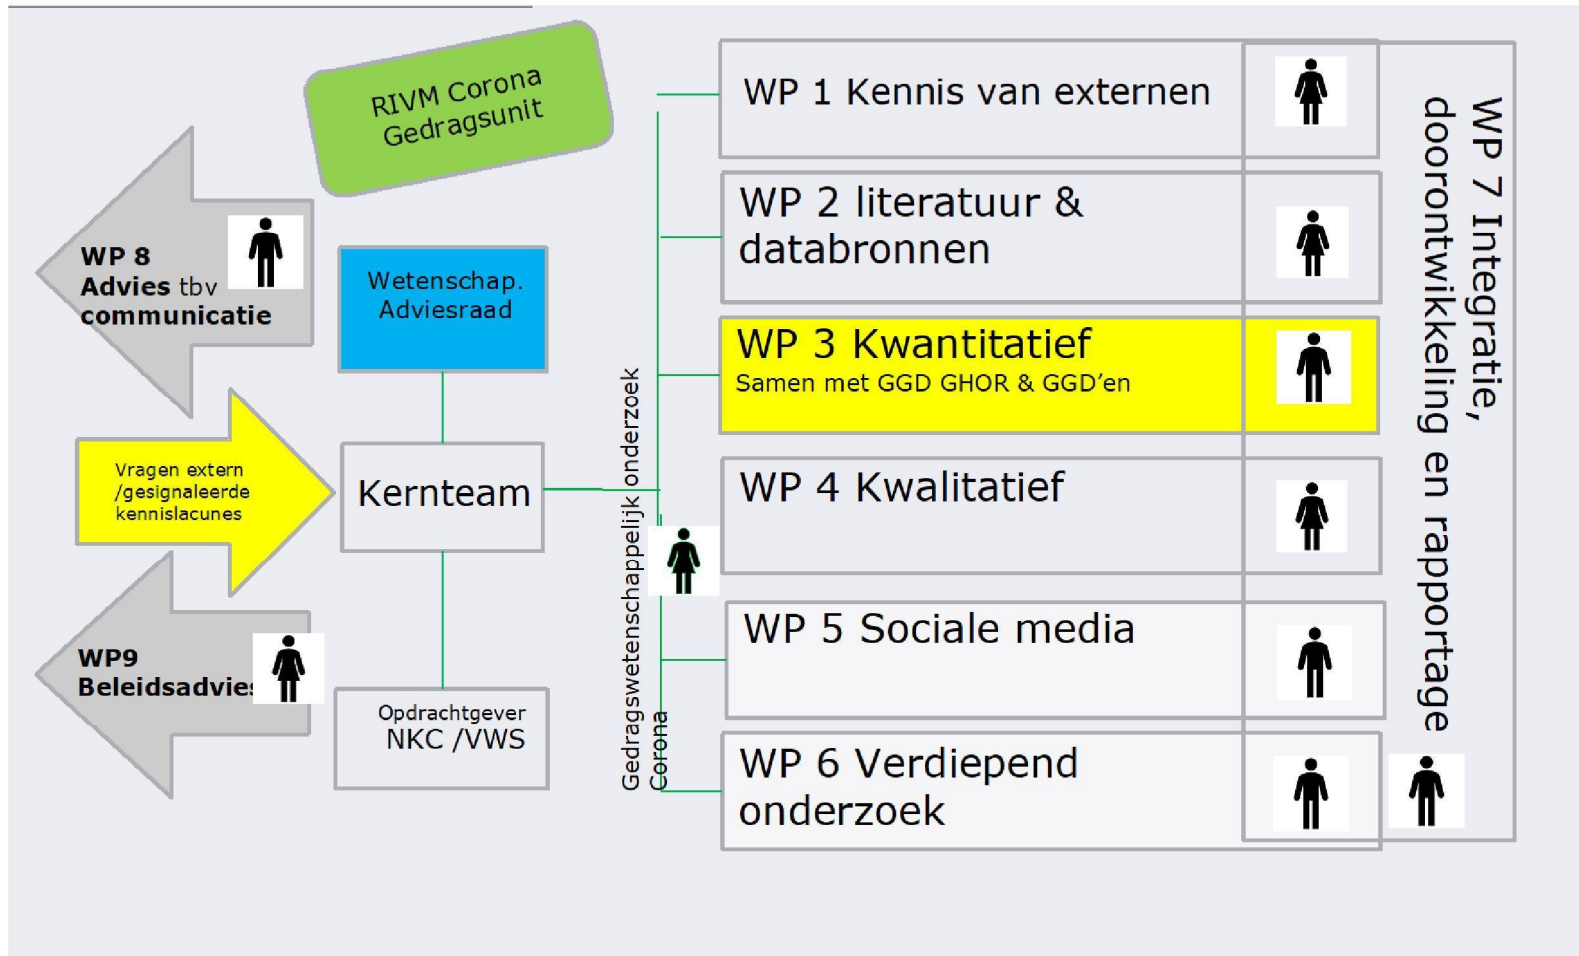 RIVM Corona
Gedragsunit
WP 8
Advies tbv
communicatie
Wetenschap.
Adviesraad
Vragen extern
/gesignaleerde
kennislacunes
Kernteam
WP9
Beleidsadvies
Opdrachtgever
NKC /VWS
Gedragswetenschappelijk onderzoek
Corona
WP 1 Kennis van externen
WP 2 literatuur &
databronnen
WP 3 Kwantitatief
Samen met GGD GHOR & GGD’en
WP 4 Kwalitatief
WP 5 Sociale media
WP 6 Verdiepend
onderzoek
WP 7 Integratie,
doorontwikkeling en rapportage